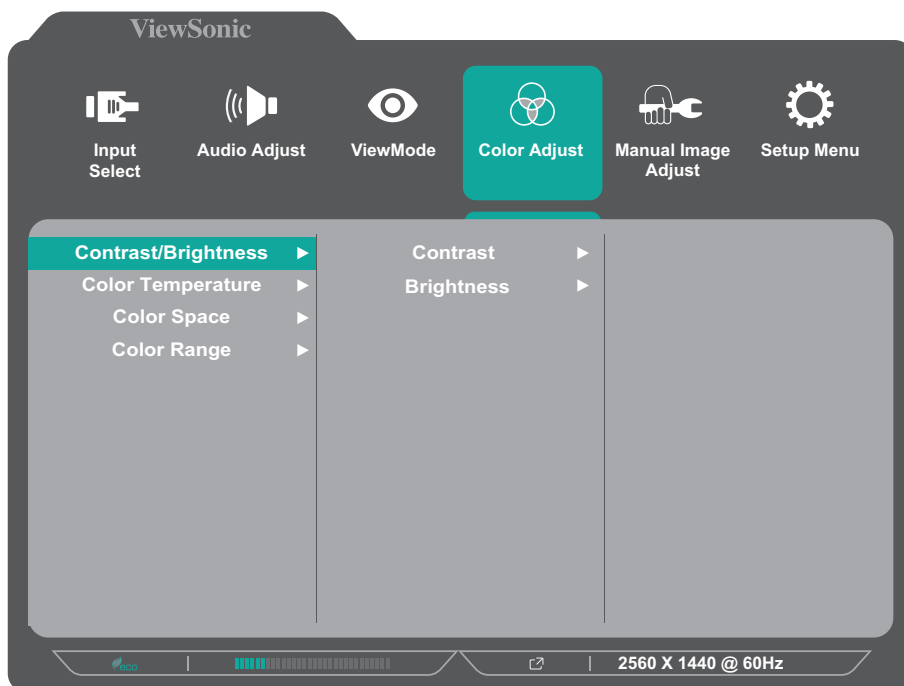 ViewSonic
Input
Select
Audio Adjust
ViewMode
Color Adjust
Manual Image
Adjust
Setup Menu
Contrast/Brightness
Color Temperature
Color Space
Color Range
Contrast
Brightness
eco
2560 X 1440 @ 60Hz